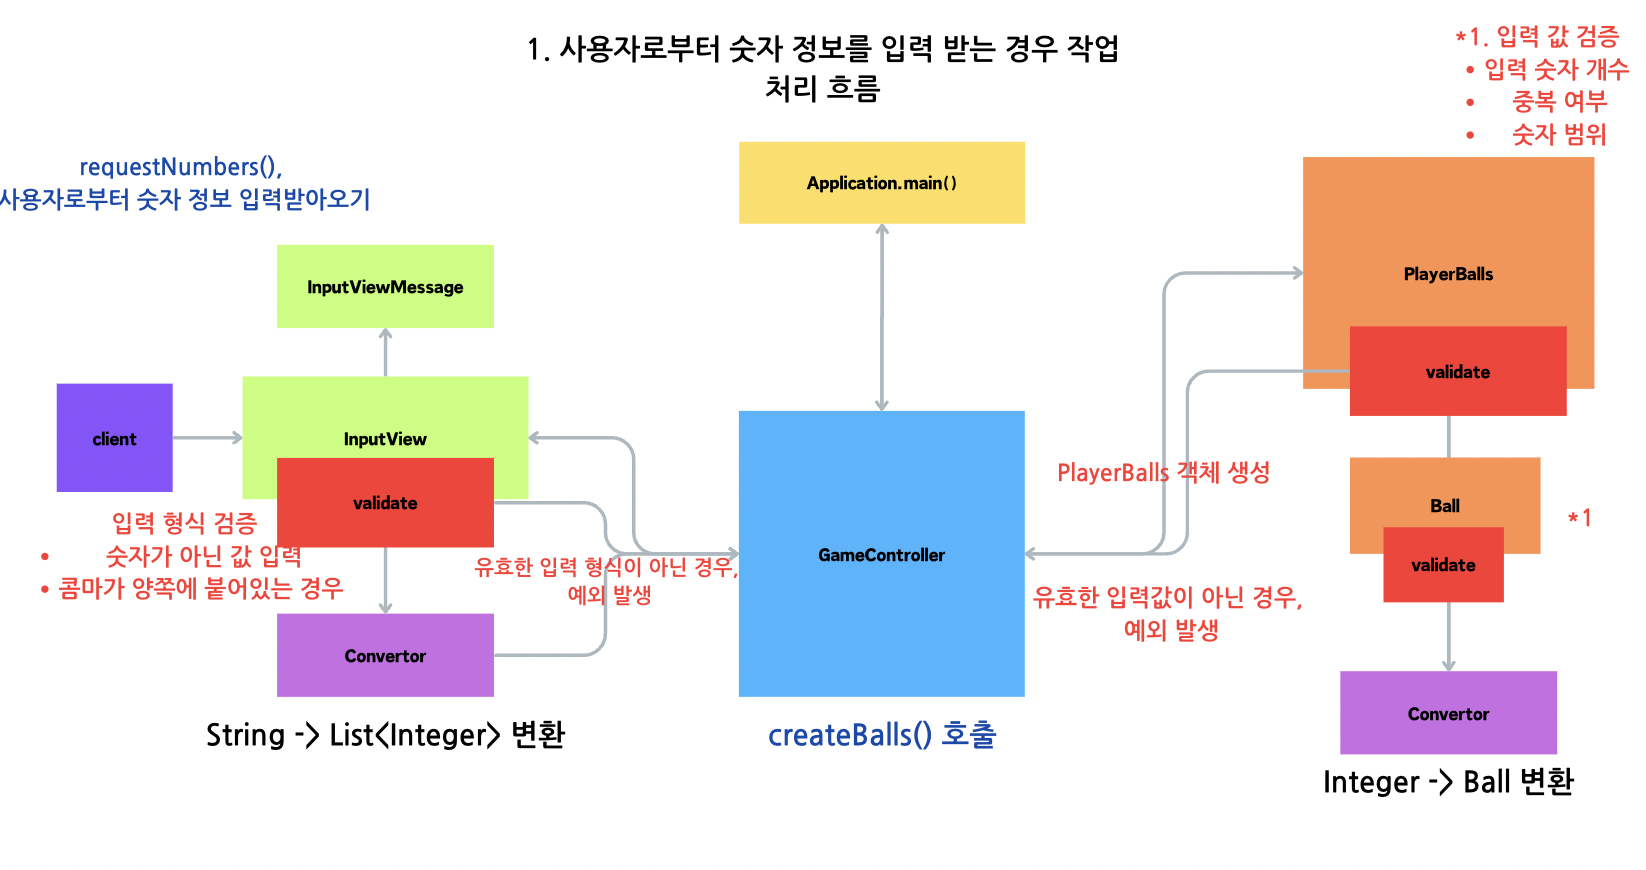 1. 사용자로부터 숫자 정보를 입력 받는 경우 작업
처리 흐름
*1. 입력 값 검증
• 입력 숫자 개수
• 중복 여부
• 숫자 범위
requestNumbers(),
사용자로부터 숫자 정보 입력받아오기
Application.main()
InputViewMessage
PlayerBalls
validate
client
InputView
validate
입력 형식 검증
• 숫자가 아닌 값 입력
• 콤마가 양쪽에 붙어있는 경우
유효한 입력 형식이 아닌 경우,
예외 발생
GameController
PlayerBalls 객체 생성
유효한 입력값이 아닌 경우,
예외 발생
Ball
*1
validate
Convertor
String -> List<Integer> 변환
createBalls() 호출
Convertor
Integer -> Ball 변환